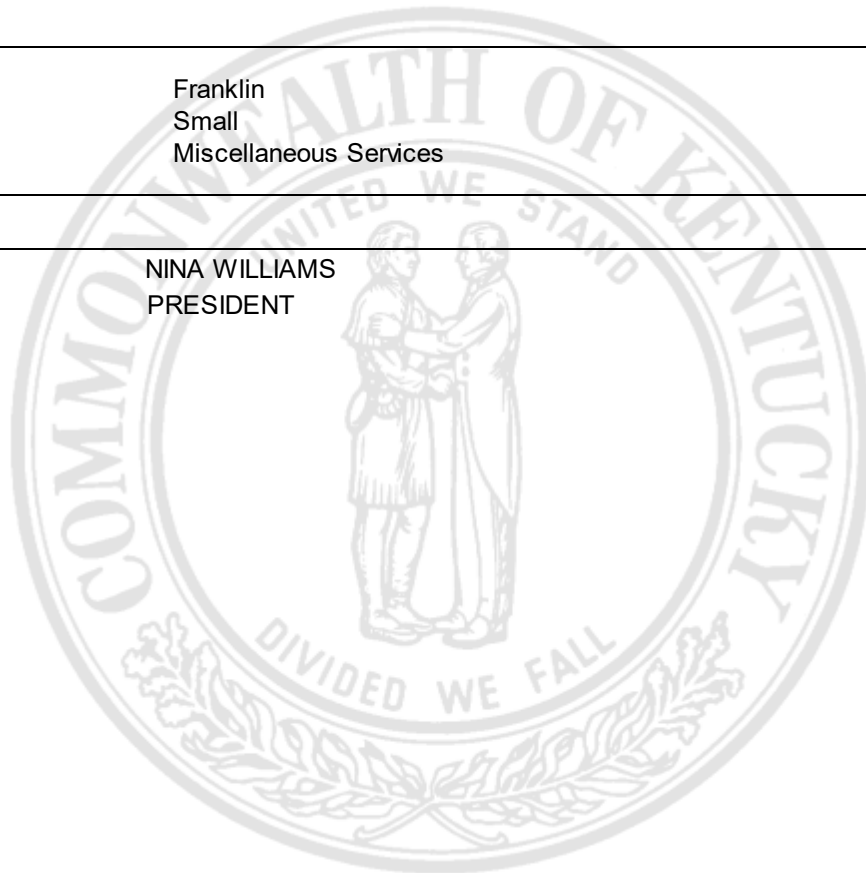 Franklin
Small
Miscellaneous Services
NINA WILLIAMS
PRESIDENT
COMMONWEALTH OF KENTUCKY
UNITED WE STAND
DIVIDED WE FALL